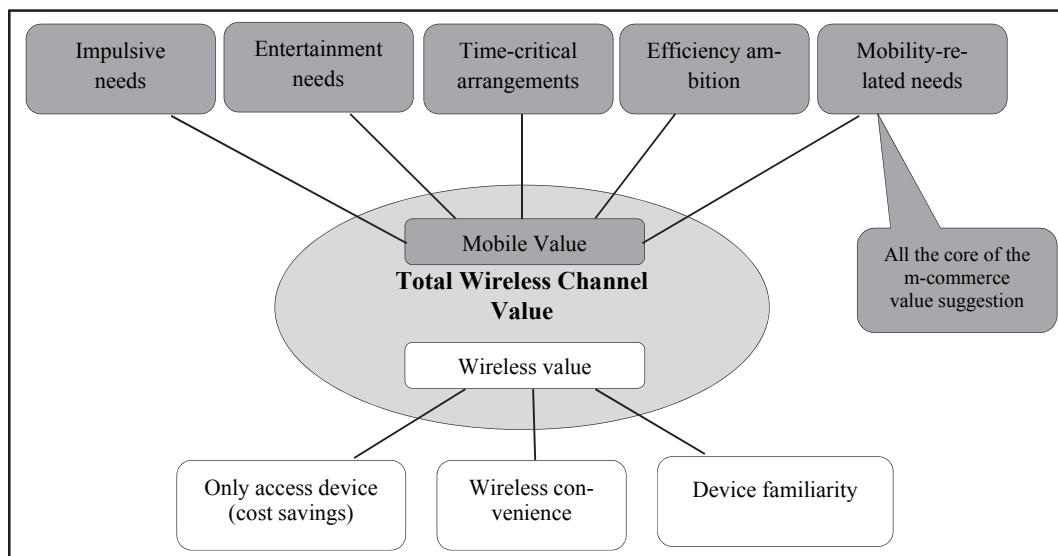 Impulsive
needs
Entertainment
needs
Time-critical
arrangements
Efficiency am-
bition
Mobility-re-
lated needs
Mobile Value
Total Wireless Channel
Value
All the core of the
m-commerce
value suggestion
Wireless value
Only access device
(cost savings)
Wireless con-
venience
Device familiarity